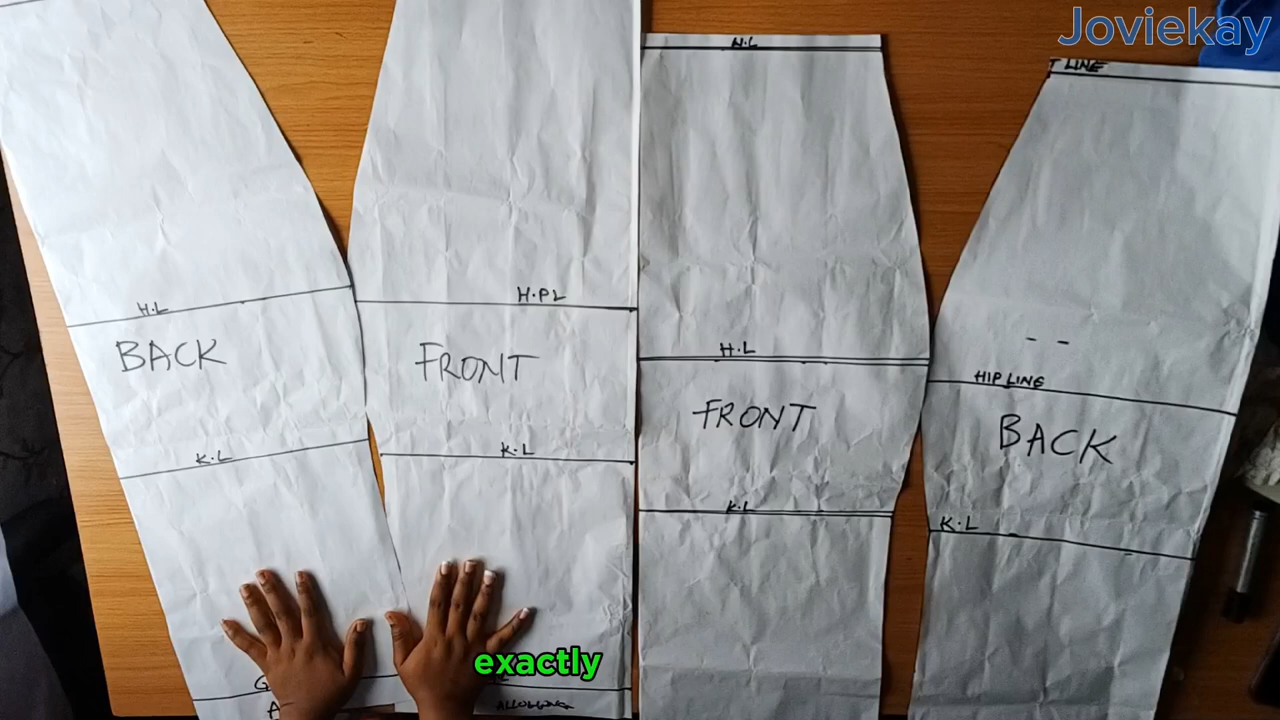 Joviekay
H.L
T LINE
H.L
BACK
K.L
G
A
H.PL
FRONT
K.L
exactly
H.L
FRONT
K.L
HIP LINE
BACK
K.L